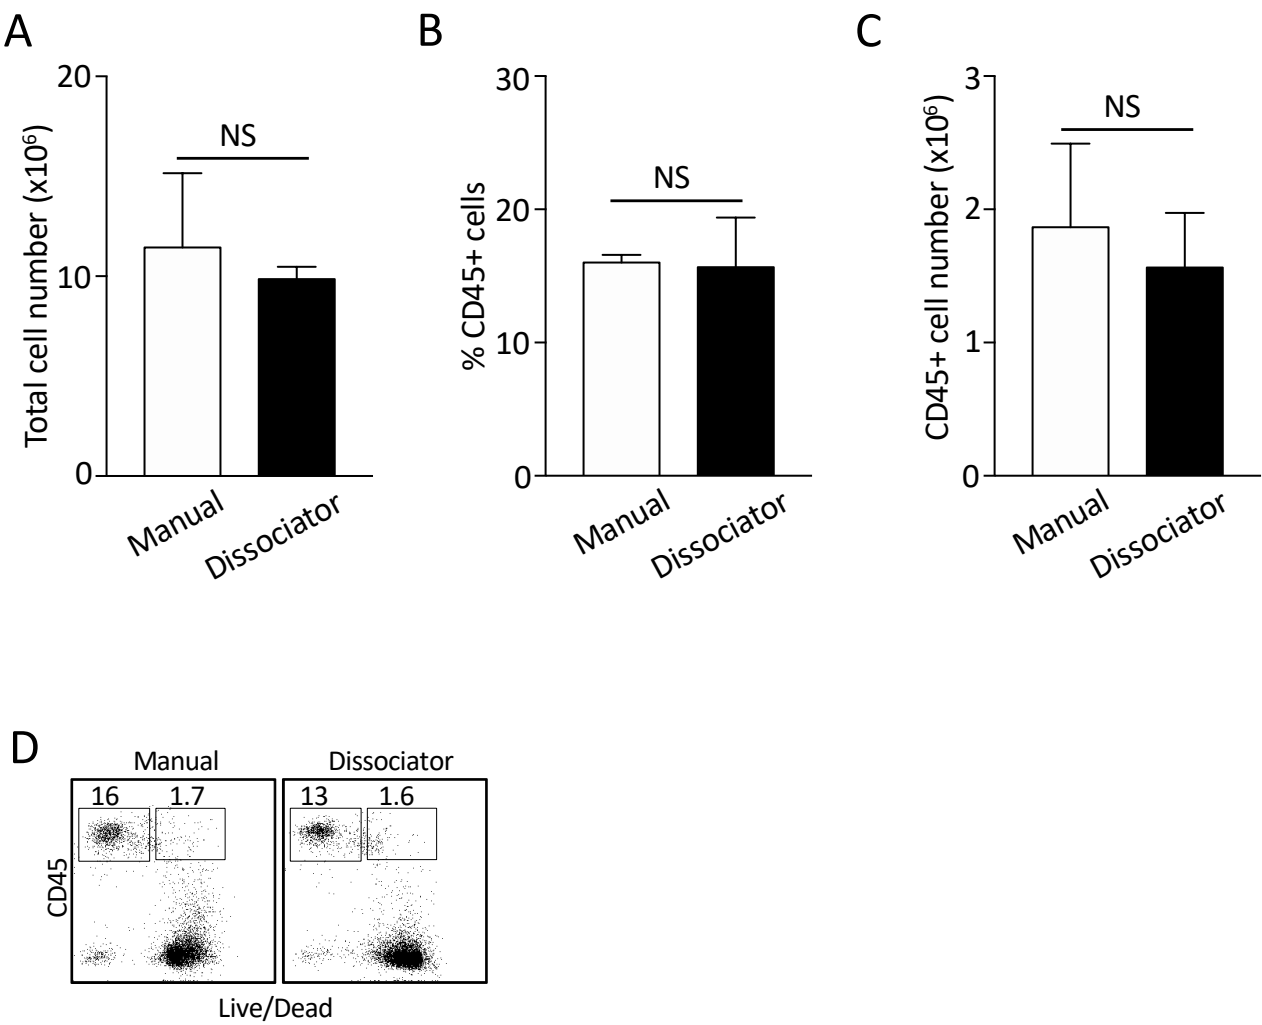 A
Total cell number (x10⁶)
20
10
0
NS
Manual
Dissociator
B
% CD45+ cells
30
20
10
0
NS
Manual
Dissociator
C
CD45+ cell number (x10⁶)
3
2
1
0
NS
Manual
Dissociator
D
Manual
Dissociator
16
1.7
13
1.6
CD45
Live/Dead